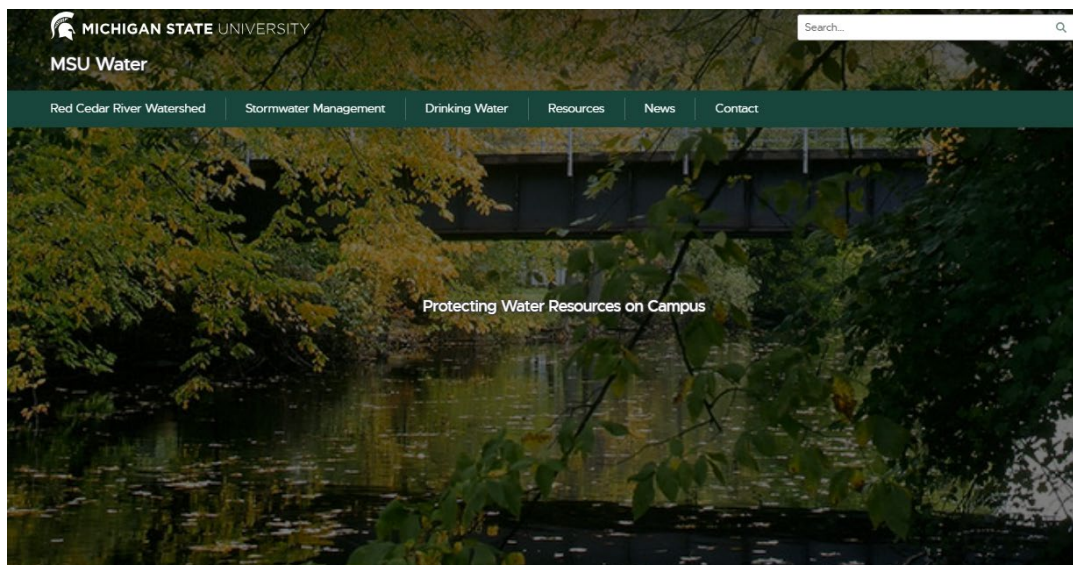 MICHIGAN STATE UNIVERSITY
Search...
MSU Water
Red Cedar River Watershed
Stormwater Management
Drinking Water
Resources
News
Contact
Protecting Water Resources on Campus